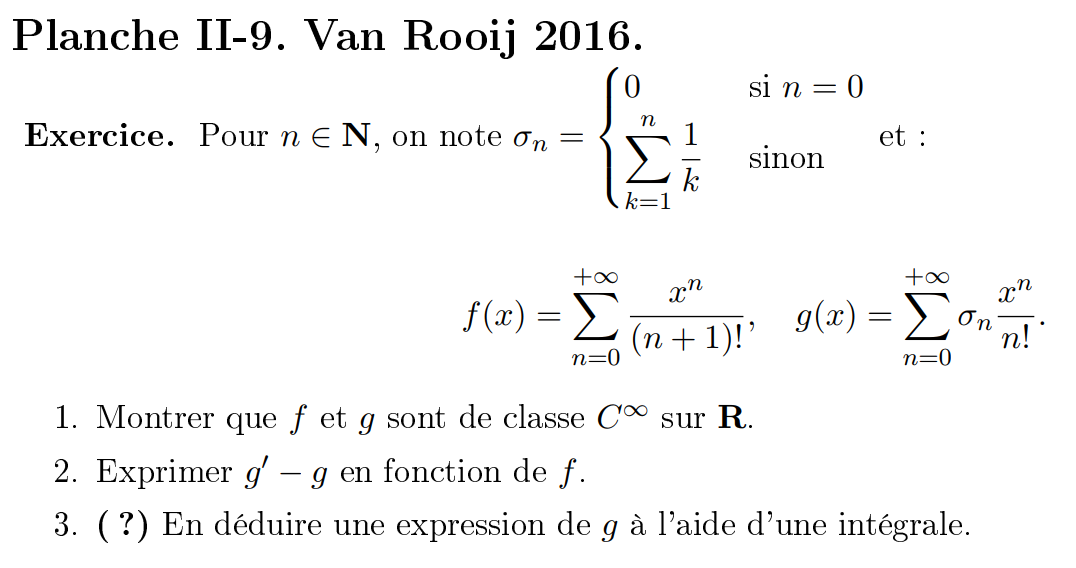 Planche II-9. Van Rooij 2016.
Exercice. Pour $n \in \mathbf{N}$, on note $\sigma_n = \begin{cases} 0 & \text{si } n = 0 \\ \sum_{k=1}^{n} \frac{1}{k} & \text{sinon} \end{cases}$ et :
$f(x) = \sum_{n=0}^{+\infty} \frac{x^n}{(n+1)!}, \quad g(x) = \sum_{n=0}^{+\infty} \sigma_n \frac{x^n}{n!}.$
1. Montrer que $f$ et $g$ sont de classe $C^\infty$ sur $\mathbf{R}$.
2. Exprimer $g' - g$ en fonction de $f$.
3. ( ?) En déduire une expression de $g$ à l'aide d'une intégrale.